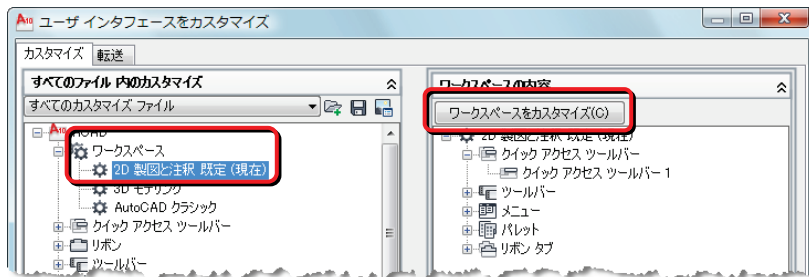 ユーザ インタフェースをカスタマイズ
カスタマイズ 転送
すべてのファイル 内のカスタマイズ
すべてのカスタマイズ ファイル
ACAD
ワークスペース
2D 製図と注釈 既定 (現在)
3D モデリング
AutoCAD クラシック
クイック アクセス ツールバー
リボン
ツールバー
ワークスペースの内容
ワークスペースをカスタマイズ(C)
2D 製図と注釈 既定 (現在)
クイック アクセス ツールバー
クイック アクセス ツールバー 1
ツールバー
メニュー
パレット
リボン タブ